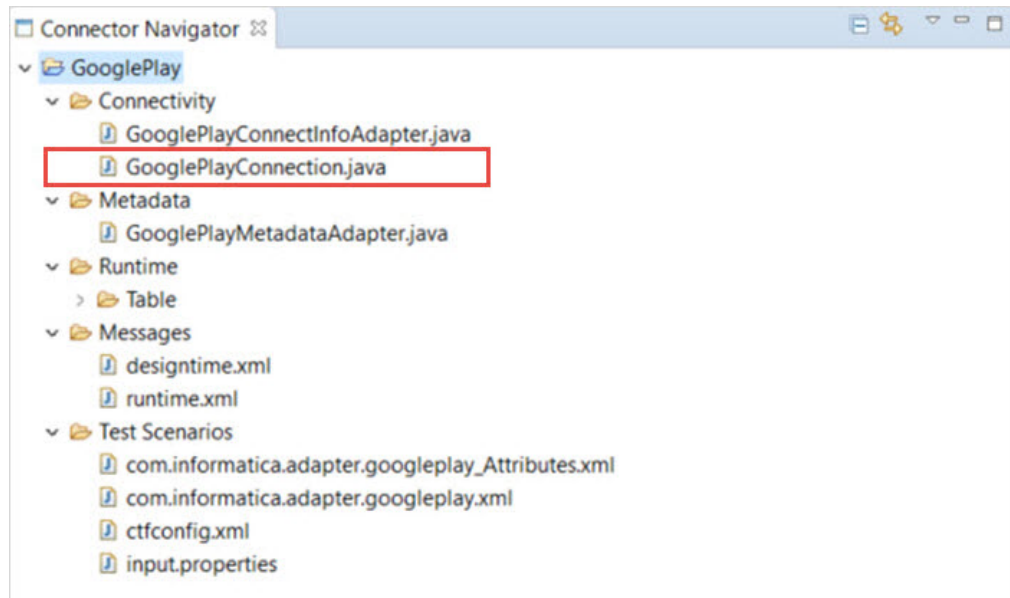 Connector Navigator
GooglePlay
Connectivity
GooglePlayConnectInfoAdapter.java
GooglePlayConnection.java
Metadata
GooglePlayMetadataAdapter.java
Runtime
Table
Messages
designtime.xml
runtime.xml
Test Scenarios
com.informatica.adapter.googleplay_Attributes.xml
com.informatica.adapter.googleplay.xml
ctfconfig.xml
input.properties